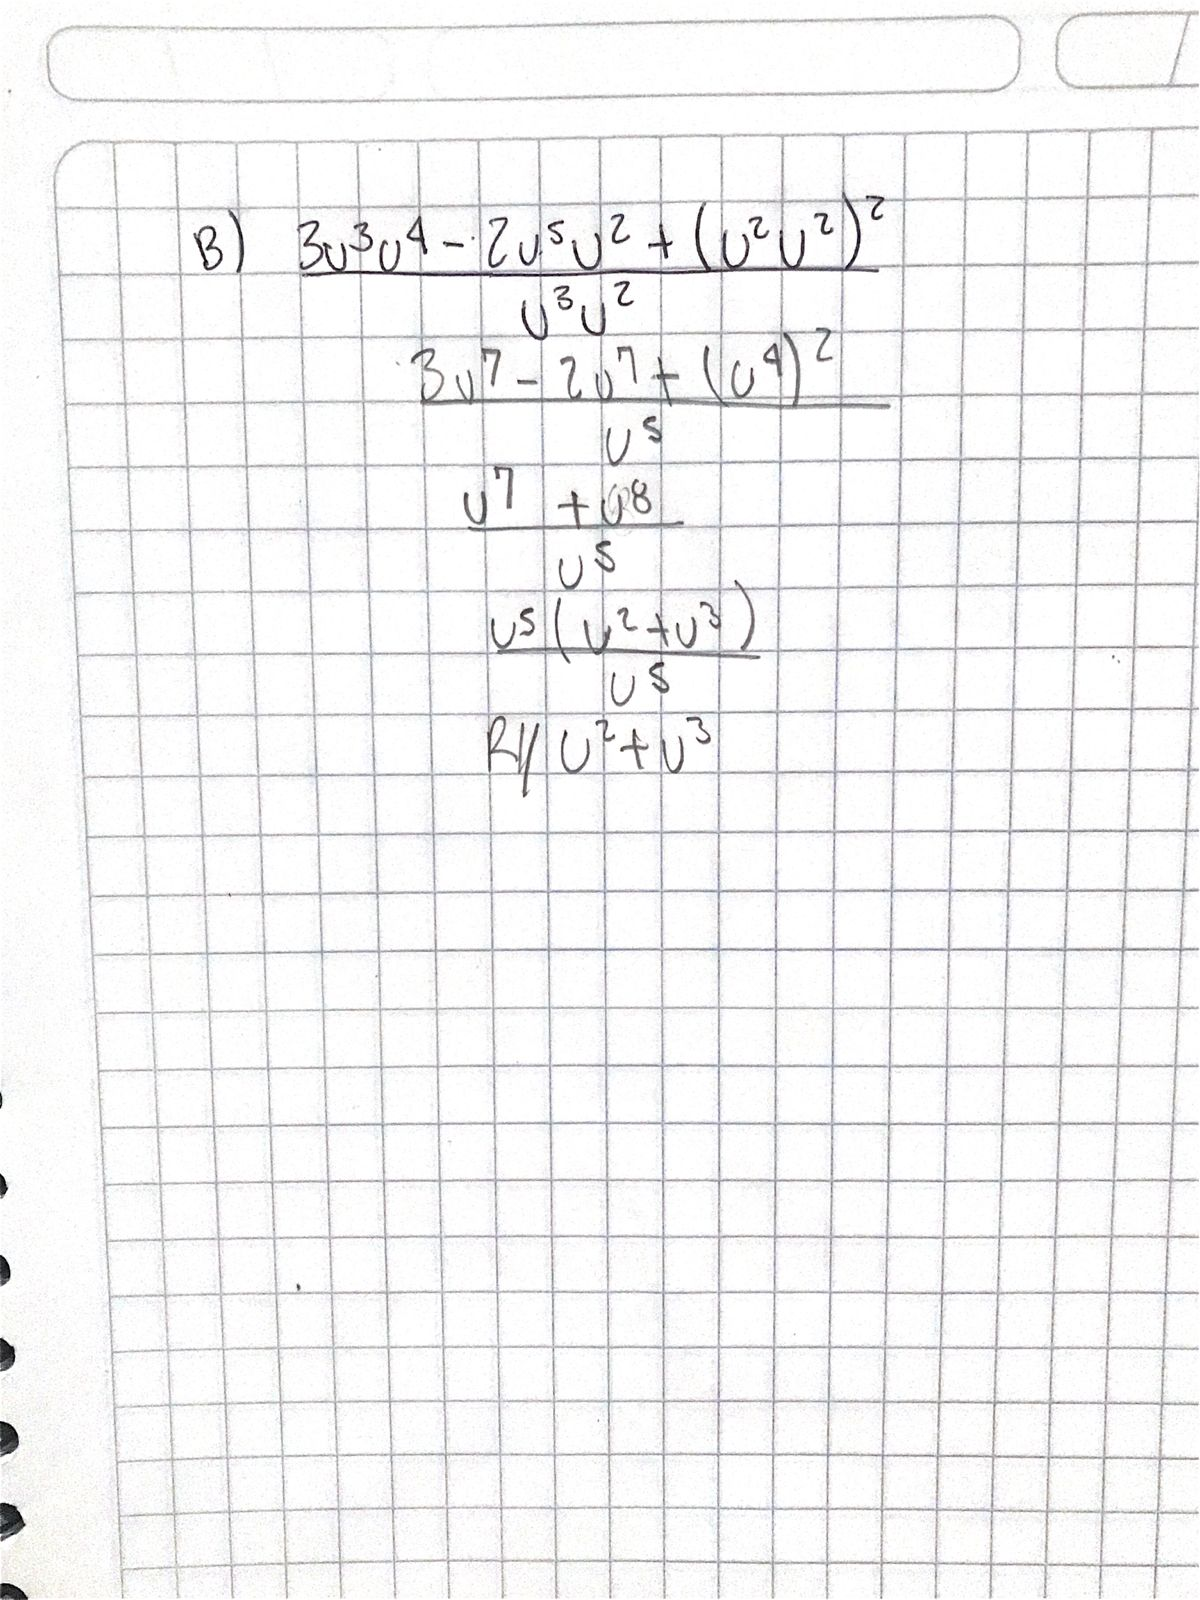 B) 3u³u⁴ - 2u⁵u² + (u²u²)²
u³u²
3u⁷ - 2u⁷ + (u⁴)²
u⁵
u⁷ + u⁸
u⁵
u⁵(u²+u³)
u⁵
R// u²+u³